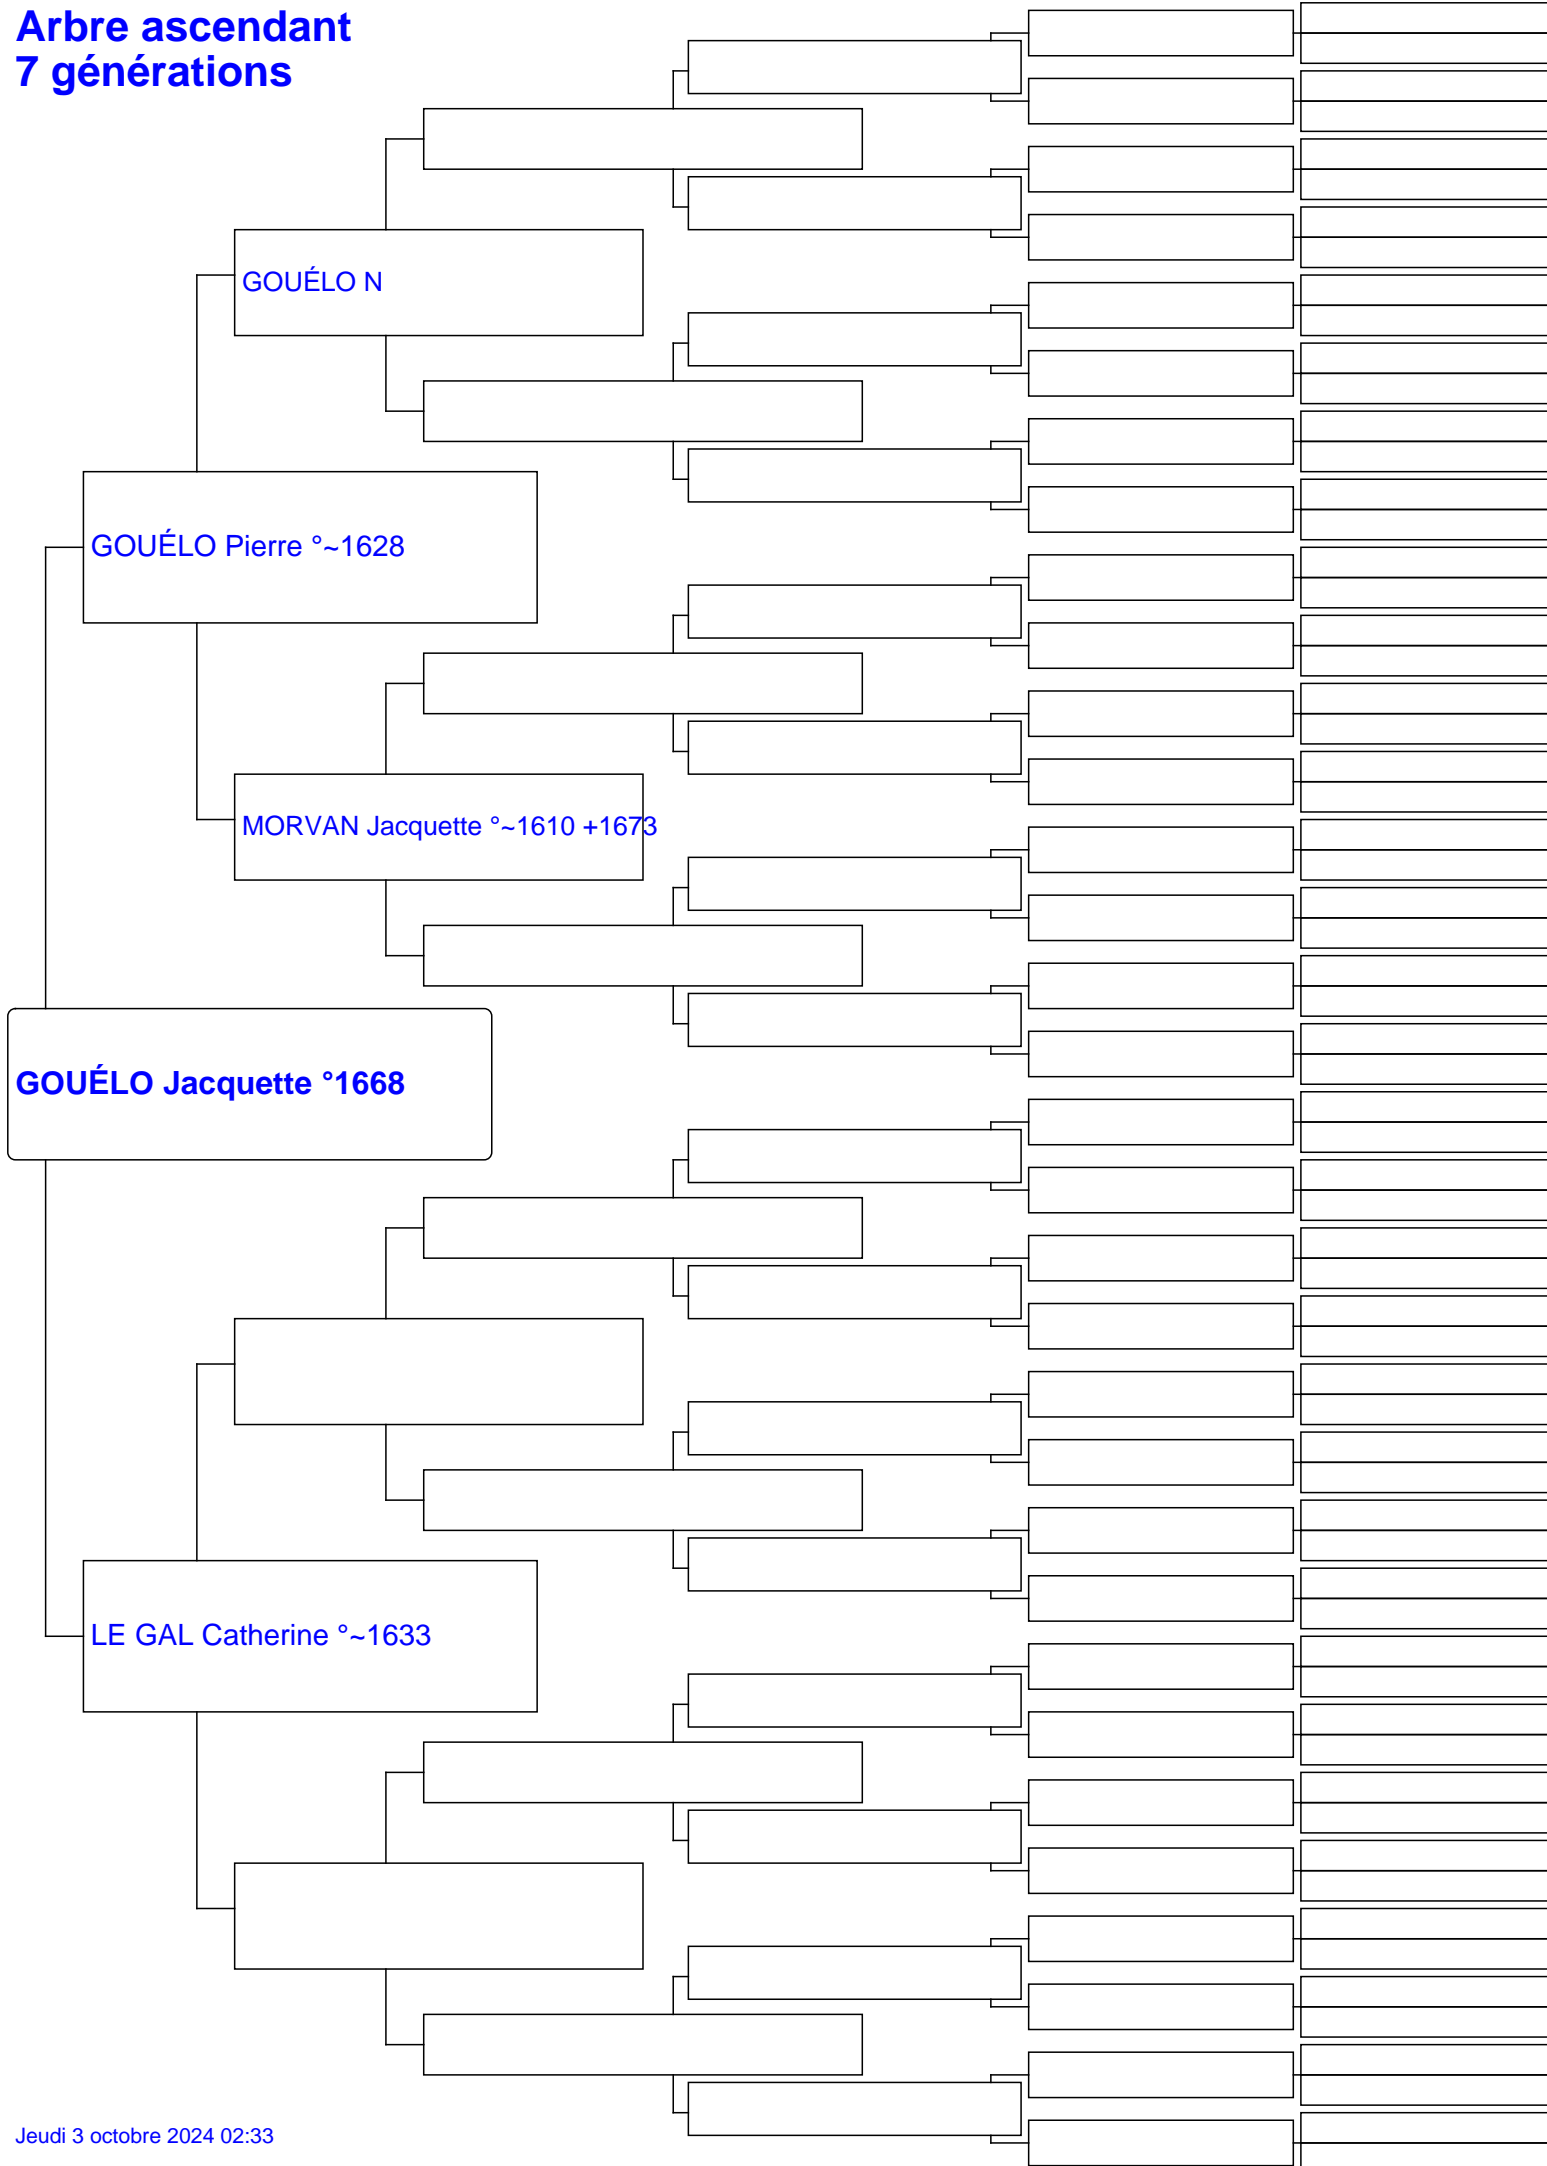 Arbre ascendant
7 générations
GOUÉLO N
GOUÉLO Pierre °~1628
MORVAN Jacquette °~1610 +1673
GOUÉLO Jacquette °1668
LE GAL Catherine °~1633
Jeudi 3 octobre 2024 02:33